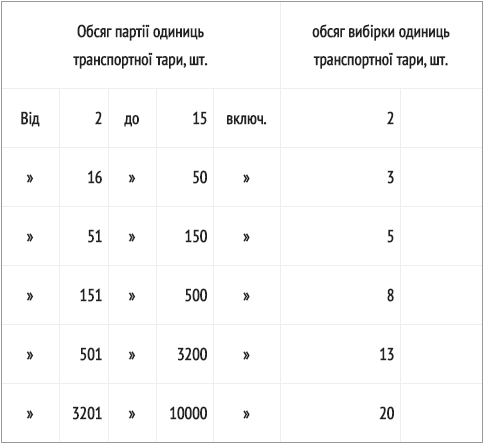 Обсяг партії одиниць
транспортної тари, шт.
обсяг вибірки одиниць
транспортної тари, шт.
Від 2 до 15 включ. 2
» 16 » 50 » 3
» 51 » 150 » 5
» 151 » 500 » 8
» 501 » 3200 » 13
» 3201 » 10000 » 20